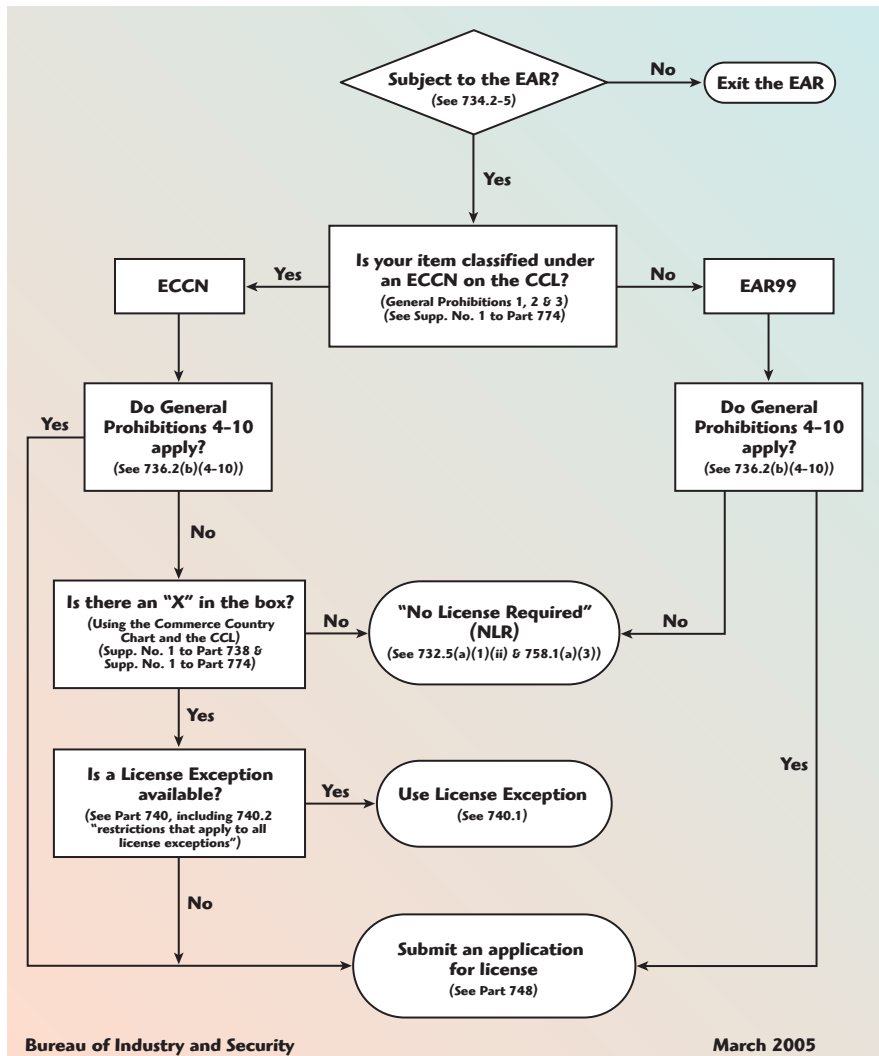 Subject to the EAR?
(See 734.2-5)
No
Exit the EAR
Yes
Is your item classified under
an ECCN on the CCL?
(General Prohibitions 1, 2 & 3)
(See Supp. No. 1 to Part 774)
Yes
ECCN
No
EAR99
Do General
Prohibitions 4-10
apply?
(See 736.2(b)(4-10))
Yes
Do General
Prohibitions 4-10
apply?
(See 736.2(b)(4-10))
No
Is there an “X” in the box?
(Using the Commerce Country
Chart and the CCL)
(Supp. No. 1 to Part 738 &
Supp. No. 1 to Part 774)
No
“No License Required”
(NLR)
(See 732.5(a)(1)(ii) & 758.1(a)(3))
No
Yes
Is a License Exception
available?
(See Part 740, including 740.2
“restrictions that apply to all
license exceptions”)
Yes
Use License Exception
(See 740.1)
Yes
No
Submit an application
for license
(See Part 748)
Bureau of Industry and Security
March 2005